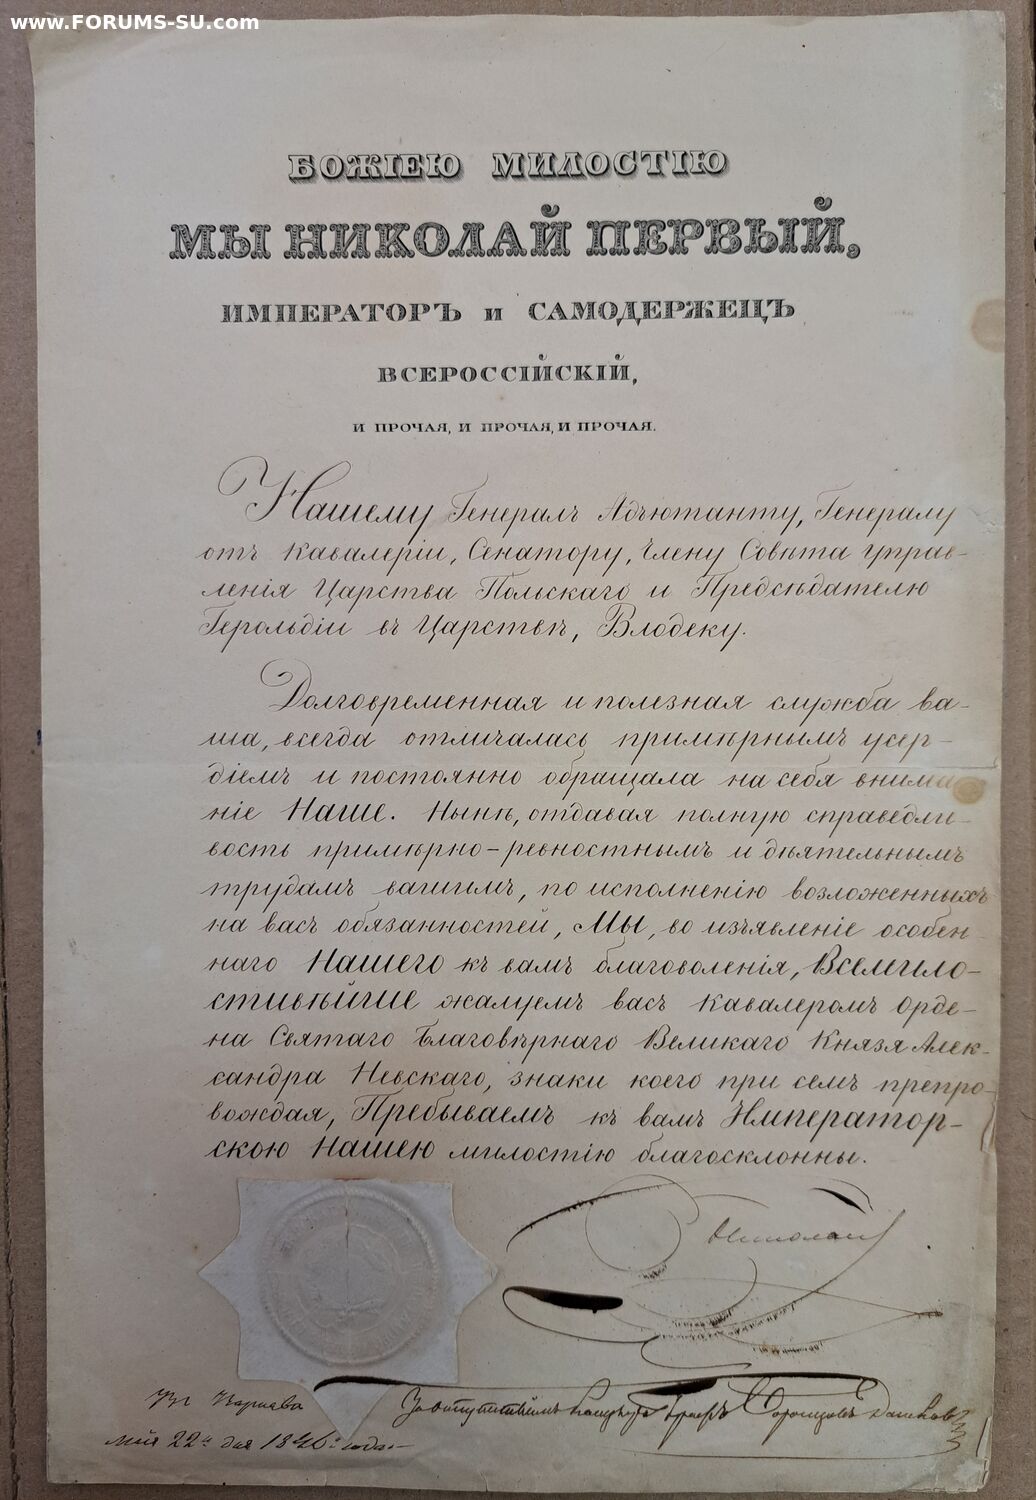 www.FORUMS-SU.com
БОЖІЕЮ МИЛОСТІЮ
МЫ НИКОЛАЙ ПЕРВЫЙ,
ИМПЕРАТОРЪ и САМОДЕРЖЕЦЪ
ВСЕРОССІЙСКІЙ,
И ПРОЧАЯ, И ПРОЧАЯ, И ПРОЧАЯ.
Нашему Генералъ Адъютанту, Генералу
отъ Кавалеріи, Сенатору, Члену Совѣта управ-
ленія Царства Польскаго и Предсѣдателю
Герольдіи въ Царствѣ, Влодеку.
Долговременная и полезная служба ва-
ша, всегда отличалась примѣрнымъ усер-
діемъ и постоянно обращала на себя внима
ніе Наше. Нынѣ, отдавая полную справедли-
вость примѣрно-ревностнымъ и дѣятельнымъ
трудамъ вашимъ, по исполненію возложенныхъ
на васъ обязанностей, Мы, во изъявленіе особен-
наго Нашего къ вамъ благоволенія, Всемило-
стивѣйше жалуемъ васъ Кавалеромъ Орде-
на Святаго Благовѣрнаго Великаго Князя Алек-
сандра Невскаго, знаки коего при семъ препро-
вождая, Пребываемъ къ вамъ Император-
скою Нашею милостію благосклонны.
Николай
Въ Варшава
Мая 22го дня 1846 года.
Канцлеръ Воронцовъ Дашковъ